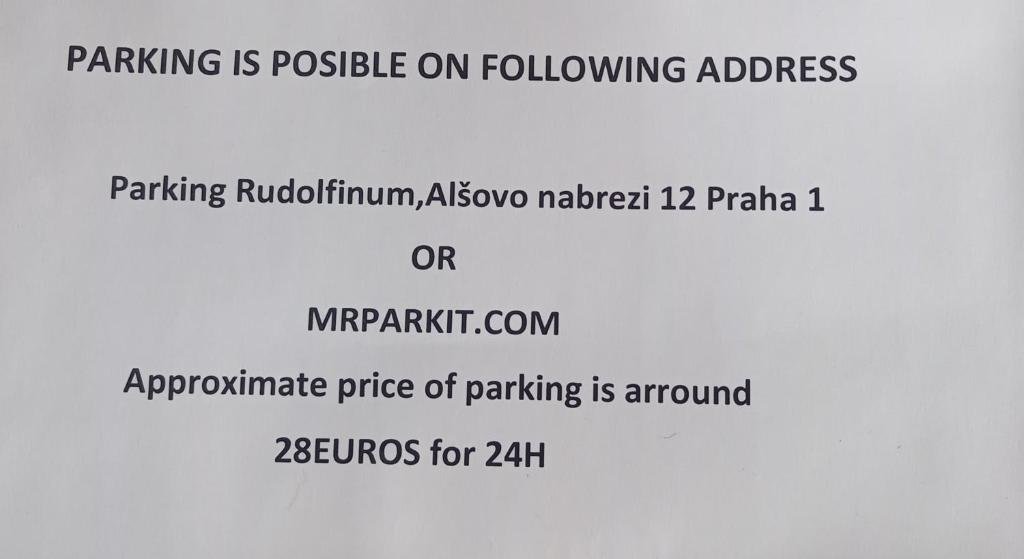 PARKING IS POSIBLE ON FOLLOWING ADDRESS
Parking Rudolfinum,Alšovo nabrezi 12 Praha 1
OR
MRPARKIT.COM
Approximate price of parking is arround
28EUROS for 24H